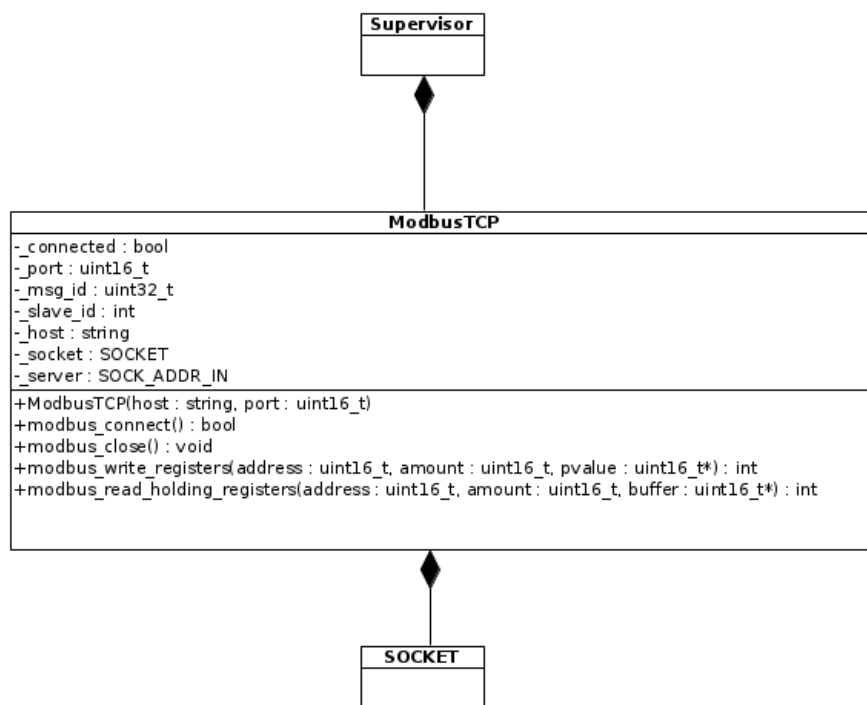 Supervisor
ModbusTCP
-_connected : bool
-_port : uint16_t
-_msg_id : uint32_t
-_slave_id : int
-_host : string
-_socket : SOCKET
-_server : SOCK_ADDR_IN
+ModbusTCP(host : string, port : uint16_t)
+modbus_connect() : bool
+modbus_close() : void
+modbus_write_registers(address : uint16_t, amount : uint16_t, pvalue : uint16_t*) : int
+modbus_read_holding_registers(address : uint16_t, amount : uint16_t, buffer : uint16_t*) : int
SOCKET